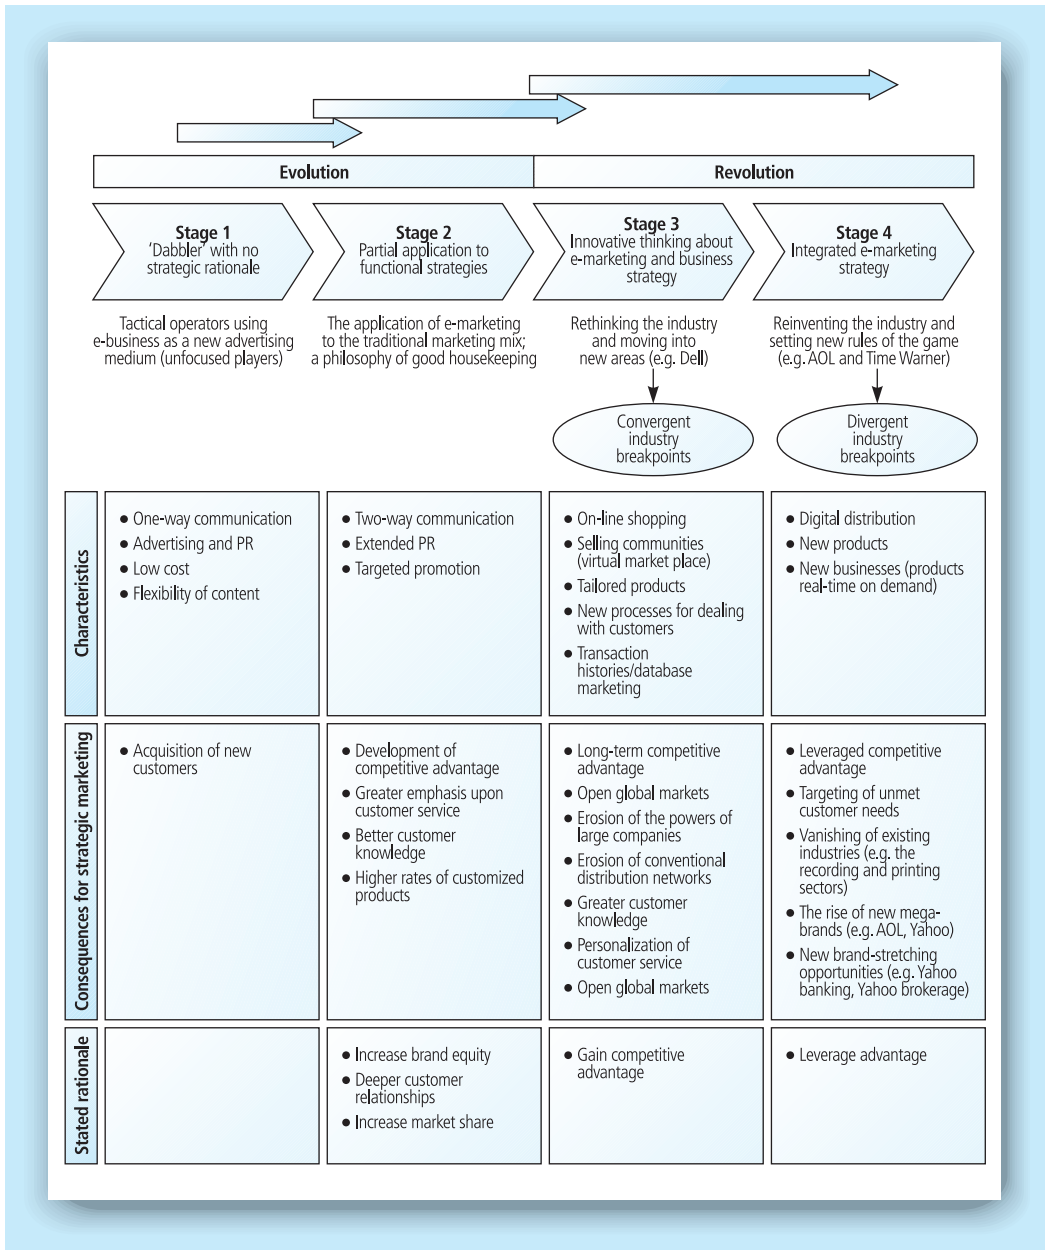 Evolution
Revolution
Stage 1
‘Dabbler’ with no
strategic rationale
Stage 2
Partial application to
functional strategies
Stage 3
Innovative thinking about
e-marketing and business
strategy
Stage 4
Integrated e-marketing
strategy
Tactical operators using
e-business as a new advertising
medium (unfocused players)
The application of e-marketing
to the traditional marketing mix;
a philosophy of good housekeeping
Rethinking the industry
and moving into
new areas (e.g. Dell)
Reinventing the industry and
setting new rules of the game
(e.g. AOL and Time Warner)
Convergent
industry
breakpoints
Divergent
industry
breakpoints
Characteristics
• One-way communication
• Advertising and PR
• Low cost
• Flexibility of content
• Two-way communication
• Extended PR
• Targeted promotion
• On-line shopping
• Selling communities
(virtual market place)
• Tailored products
• New processes for dealing
with customers
• Transaction
histories/database
marketing
• Digital distribution
• New products
• New businesses (products
real-time on demand)
Consequences for strategic marketing
• Acquisition of new
customers
• Development of
competitive advantage
• Greater emphasis upon
customer service
• Better customer
knowledge
• Higher rates of customized
products
• Long-term competitive
advantage
• Open global markets
• Erosion of the powers of
large companies
• Erosion of conventional
distribution networks
• Greater customer
knowledge
• Personalization of
customer service
• Open global markets
• Leveraged competitive
advantage
• Targeting of unmet
customer needs
• Vanishing of existing
industries (e.g. the
recording and printing
sectors)
• The rise of new mega-
brands (e.g. AOL, Yahoo)
• New brand-stretching
opportunities (e.g. Yahoo
banking, Yahoo brokerage)
Stated rationale
• Increase brand equity
• Deeper customer
relationships
• Increase market share
• Gain competitive
advantage
• Leverage advantage